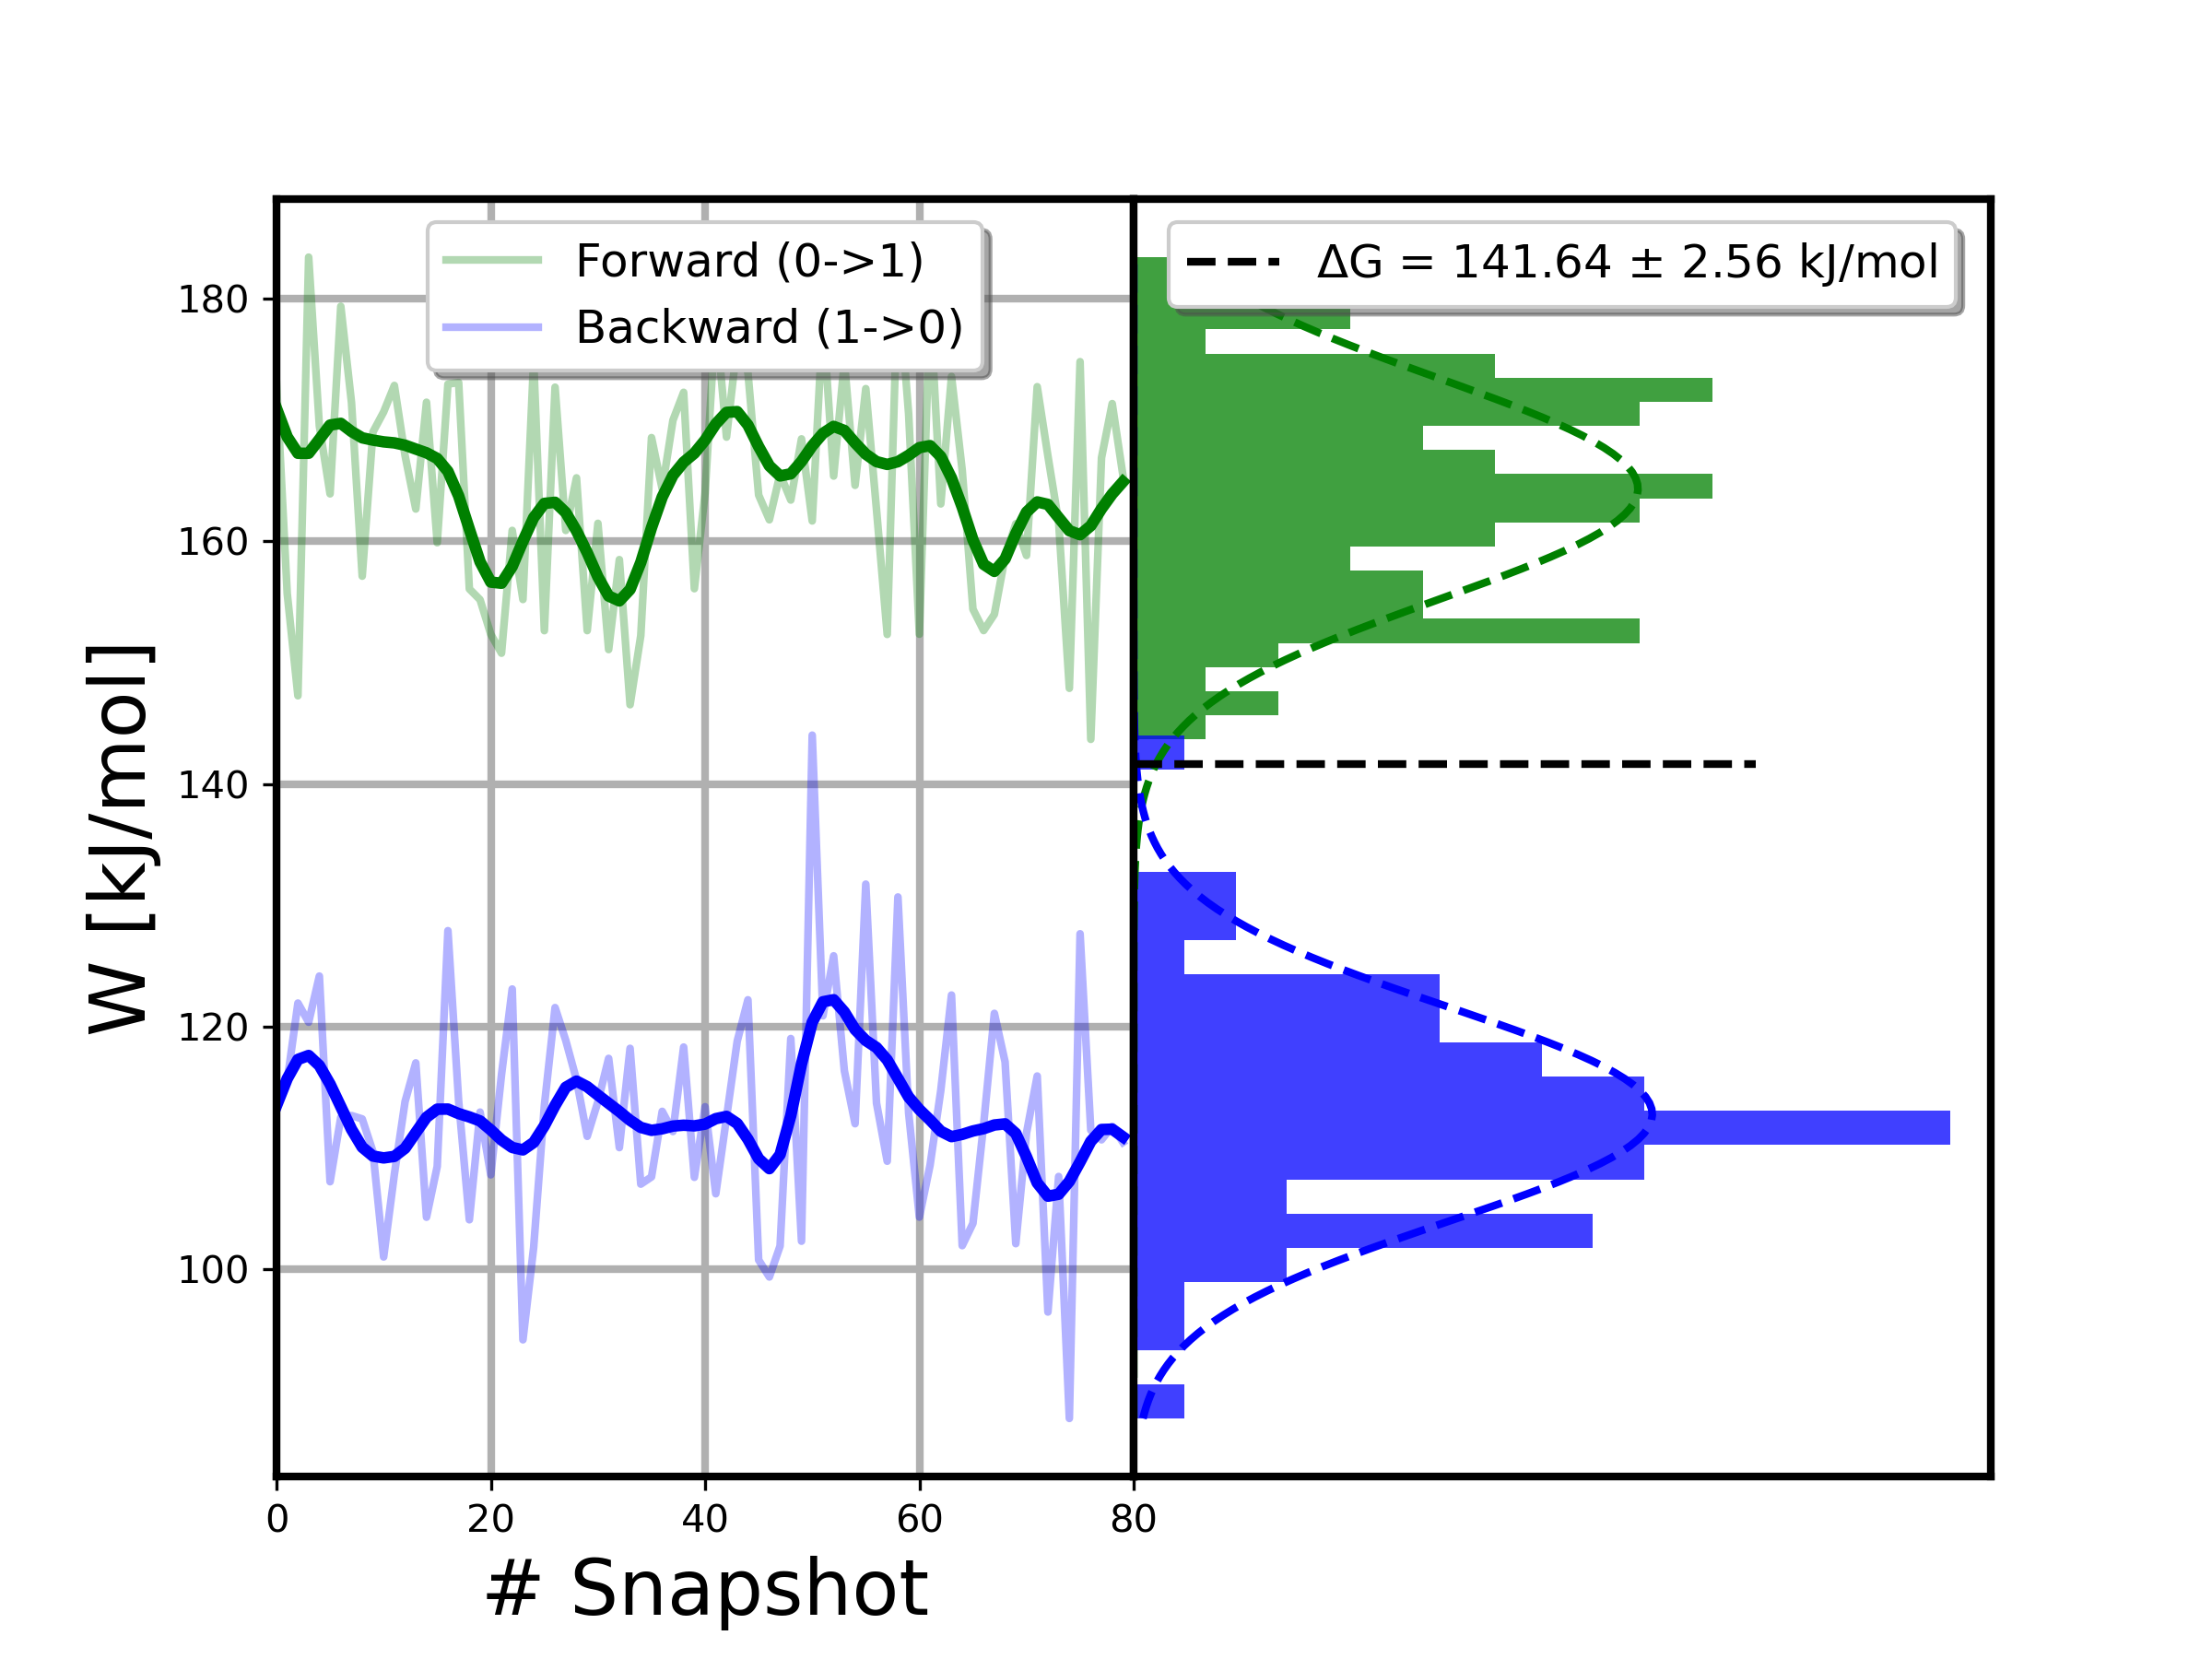 Forward (0->1)
Backward (1->0)
ΔG = 141.64 ± 2.56 kJ/mol
W [kJ/mol]
180
160
140
120
100
0 20 40 60 80
# Snapshot